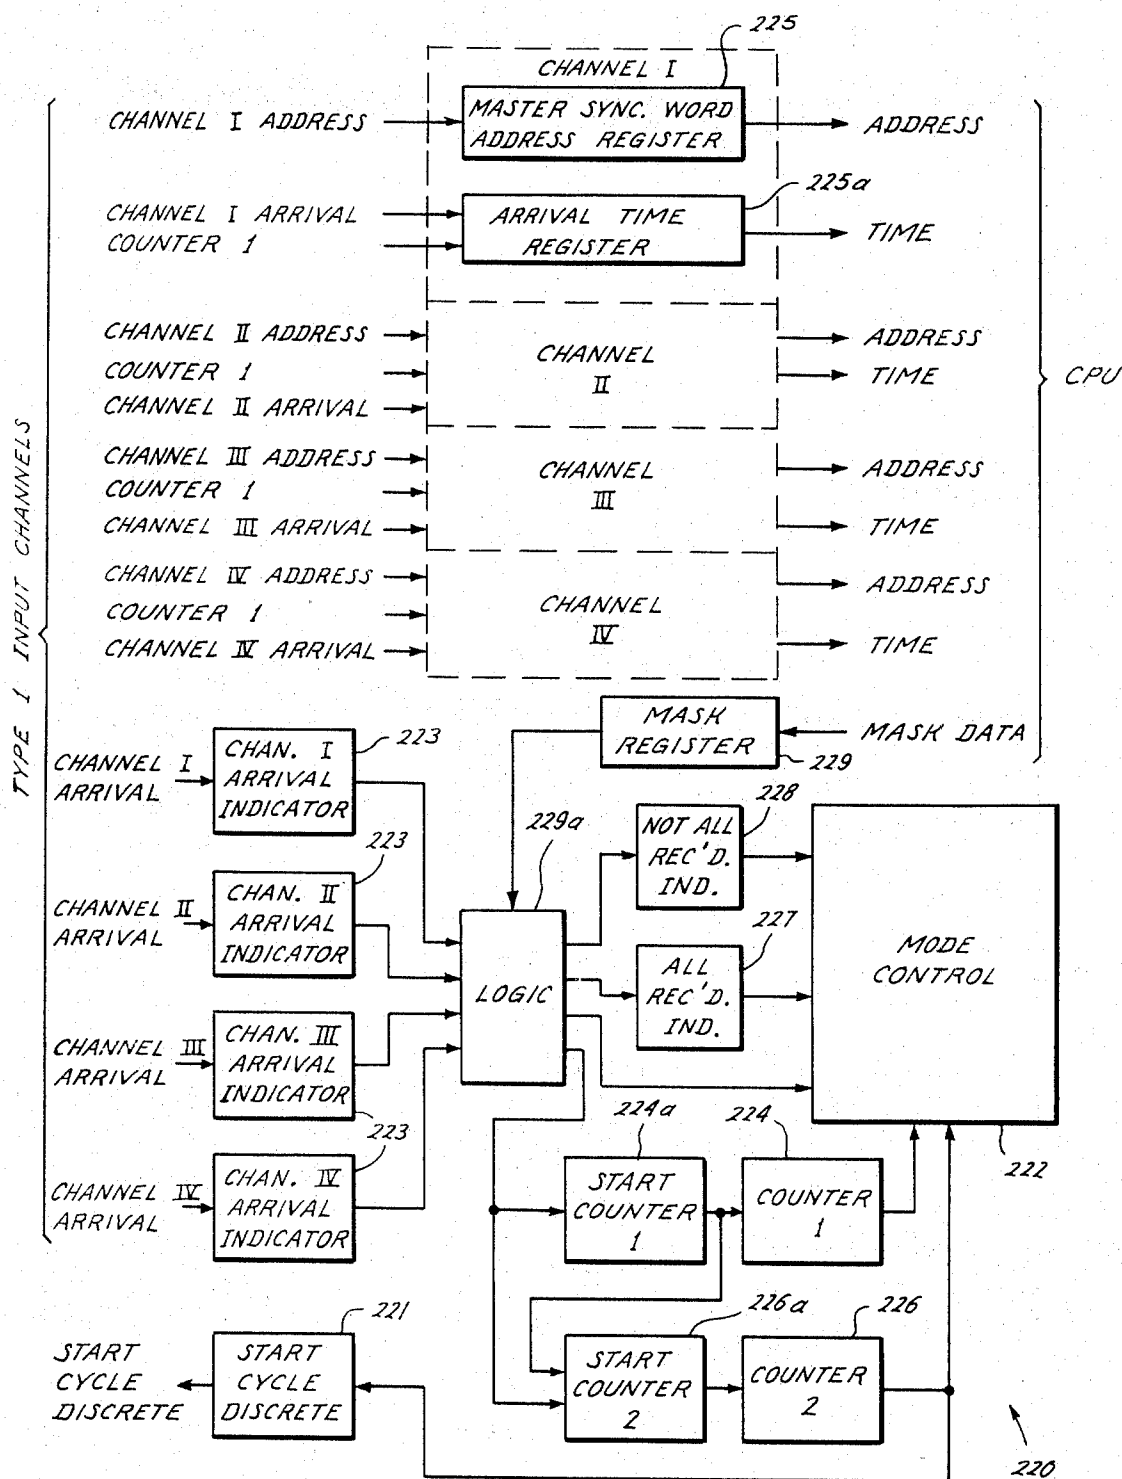 225
CHANNEL I
CHANNEL I ADDRESS
MASTER SYNC. WORD
ADDRESS REGISTER
ADDRESS
225a
CHANNEL I ARRIVAL
COUNTER 1
ARRIVAL TIME
REGISTER
TIME
CHANNEL II ADDRESS
COUNTER 1
CHANNEL II ARRIVAL
CHANNEL
II
ADDRESS
TIME
CPU
CHANNEL III ADDRESS
COUNTER 1
CHANNEL III ARRIVAL
CHANNEL
III
ADDRESS
TIME
CHANNEL IV ADDRESS
COUNTER 1
CHANNEL IV ARRIVAL
CHANNEL
IV
ADDRESS
TIME
TYPE 1 INPUT CHANNELS
MASK
REGISTER
MASK DATA
229
CHANNEL I
ARRIVAL
CHAN. I
ARRIVAL
INDICATOR
223
CHANNEL II
ARRIVAL
CHAN. II
ARRIVAL
INDICATOR
223
CHANNEL III
ARRIVAL
CHAN. III
ARRIVAL
INDICATOR
223
CHANNEL IV
ARRIVAL
CHAN. IV
ARRIVAL
INDICATOR
223
229a
LOGIC
NOT ALL
REC'D.
IND.
228
ALL
REC'D.
IND.
227
MODE
CONTROL
222
224a
START
COUNTER
1
224
COUNTER
1
226a
START
COUNTER
2
226
COUNTER
2
START
CYCLE
DISCRETE
221
START
CYCLE
DISCRETE
220